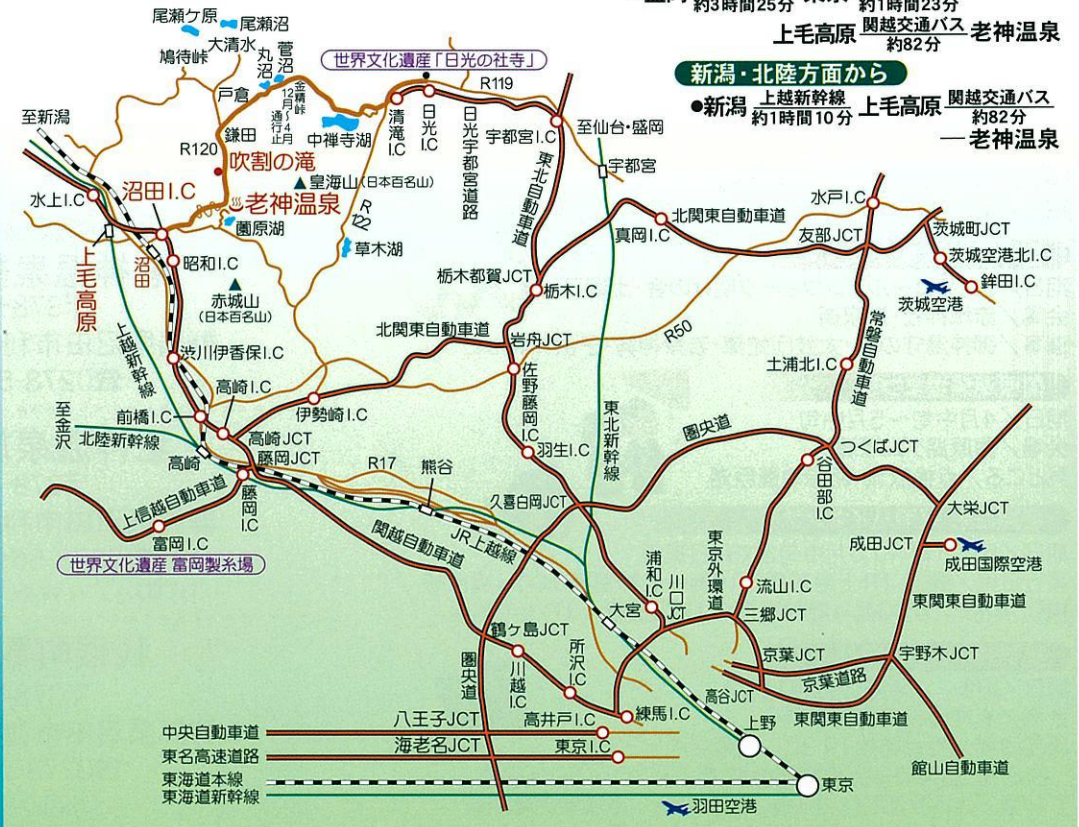 約3時間25分
約1時間23分
上毛高原 関越交通バス 約82分 老神温泉
新潟・北陸方面から
●新潟 上越新幹線 約1時間10分 上毛高原 関越交通バス 約82分
―老神温泉
尾瀬ケ原
尾瀬沼
大清水
鳩待峠
丸沼
菅沼
戸倉
金精峠
12月~4月
通行止
鎌田
R120
吹割の滝
中禅寺湖
世界文化遺産「日光の社寺」
清滝I.C
日光I.C
日光宇都宮道路
R119
宇都宮I.C
至仙台・盛岡
宇都宮
東北自動車道
至新潟
水上I.C
沼田I.C
老神温泉
皇海山(日本百名山)
R122
薗原湖
草木湖
上毛高原
沼田
昭和I.C
赤城山
(日本百名山)
上越新幹線
渋川伊香保I.C
高崎I.C
前橋I.C
伊勢崎I.C
北関東自動車道
岩舟JCT
栃木都賀JCT
栃木I.C
真岡I.C
北関東自動車道
友部JCT
水戸I.C
茨城町JCT
茨城空港北I.C
鉾田I.C
茨城空港
R50
常磐自動車道
土浦北I.C
佐野藤岡I.C
東北新幹線
羽生I.C
圏央道
つくばJCT
谷田部I.C
至金沢
北陸新幹線
高崎
高崎JCT
藤岡JCT
藤岡I.C
上信越自動車道
富岡I.C
世界文化遺産 富岡製糸場
R17
熊谷
関越自動車道
JR上越線
久喜白岡JCT
大栄JCT
成田JCT
成田国際空港
東関東自動車道
浦和I.C
川口JCT
東京外環道
流山I.C
三郷JCT
大宮
鶴ヶ島JCT
川越I.C
所沢I.C
圏央道
京葉JCT
京葉道路
宇野木JCT
高谷JCT
東関東自動車道
館山自動車道
練馬I.C
上野
中央自動車道
八王子JCT
高井戸I.C
東名高速道路
海老名JCT
東京I.C
東海道本線
東海道新幹線
東京
羽田空港